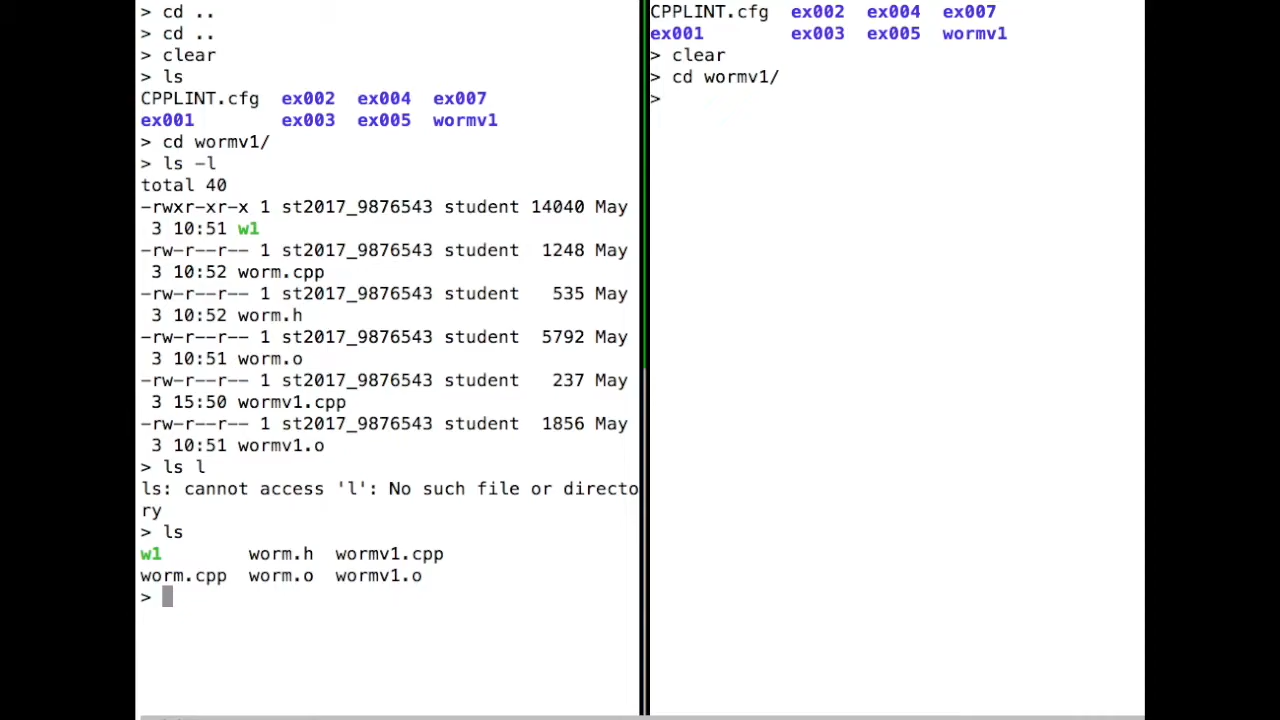 > cd ..
> cd ..
> clear
> ls
CPPLINT.cfg  ex002  ex004  ex007
ex001        ex003  ex005  wormv1
> cd wormv1/
> ls -l
total 40
-rwxr-xr-x 1 st2017_9876543 student 14040 May
 3 10:51 w1
-rw-r--r-- 1 st2017_9876543 student  1248 May
 3 10:52 worm.cpp
-rw-r--r-- 1 st2017_9876543 student   535 May
 3 10:52 worm.h
-rw-r--r-- 1 st2017_9876543 student  5792 May
 3 10:51 worm.o
-rw-r--r-- 1 st2017_9876543 student   237 May
 3 15:50 wormv1.cpp
-rw-r--r-- 1 st2017_9876543 student  1856 May
 3 10:51 wormv1.o
> ls l
ls: cannot access 'l': No such file or directo
ry
> ls
w1        worm.h  wormv1.cpp
worm.cpp  worm.o  wormv1.o
>
CPPLINT.cfg  ex002  ex004  ex007
ex001        ex003  ex005  wormv1
> clear
> cd wormv1/
>